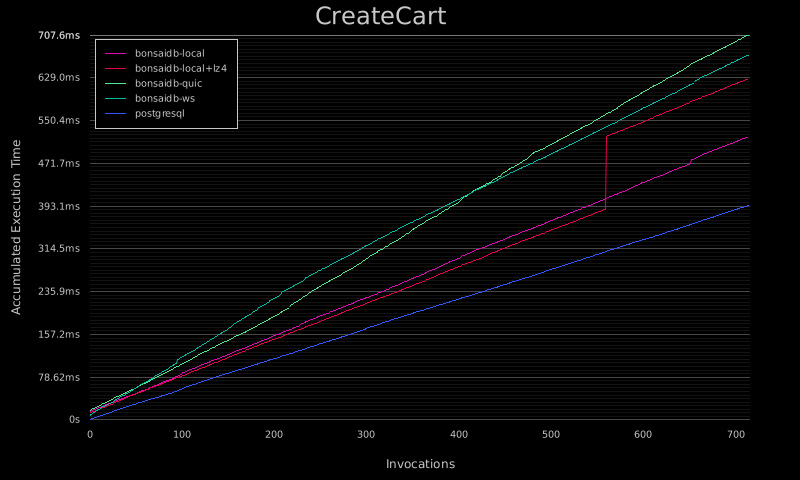 CreateCart
707.6ms
629.0ms
550.4ms
471.7ms
393.1ms
314.5ms
235.9ms
157.2ms
78.62ms
0s
bonsaidb-local
bonsaidb-local+lz4
bonsaidb-quic
bonsaidb-ws
postgresql
Accumulated Execution Time
0 100 200 300 400 500 600 700
Invocations